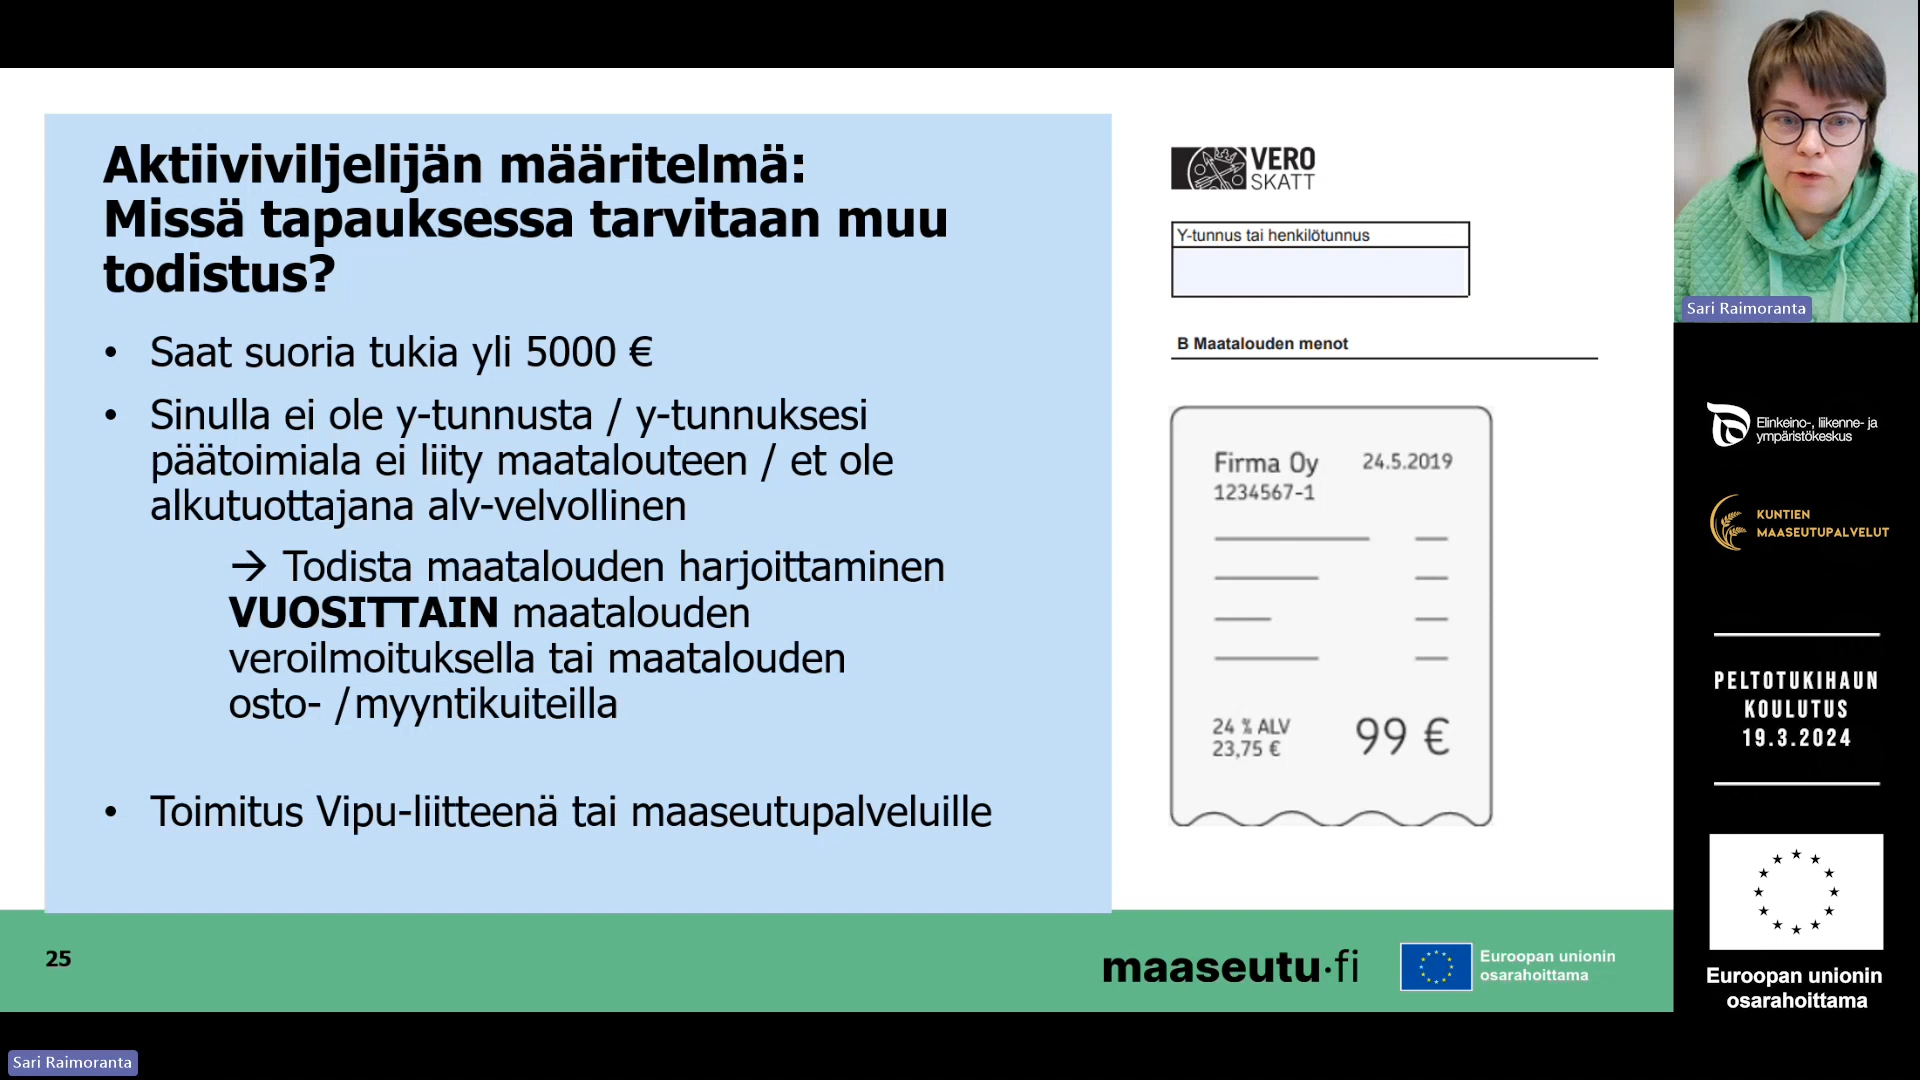 Aktiiviviljelijän määritelmä:
Missä tapauksessa tarvitaan muu
todistus?
• Saat suoria tukia yli 5000 €
• Sinulla ei ole y-tunnusta / y-tunnuksesi
päätoimiala ei liity maatalouteen / et ole
alkutuottajana alv-velvollinen
→ Todista maatalouden harjoittaminen
VUOSITTAIN maatalouden
veroilmoituksella tai maatalouden
osto- /myyntikuiteilla
• Toimitus Vipu-liitteenä tai maaseutupalveluille
25
VERO
SKATT
Y-tunnus tai henkilötunnus
B Maatalouden menot
Firma Oy 24.5.2019
1234567-1
24 % ALV
23,75 €
99 €
maaseutu.fi
Euroopan unionin
osarahoittama
Sari Raimoranta
Elinkeino-, liikenne- ja
ympäristökeskus
KUNTIEN
MAASEUTUPALVELUT
PELTOTUKIHAUN
KOULUTUS
19.3.2024
Euroopan unionin
osarahoittama
Sari Raimoranta